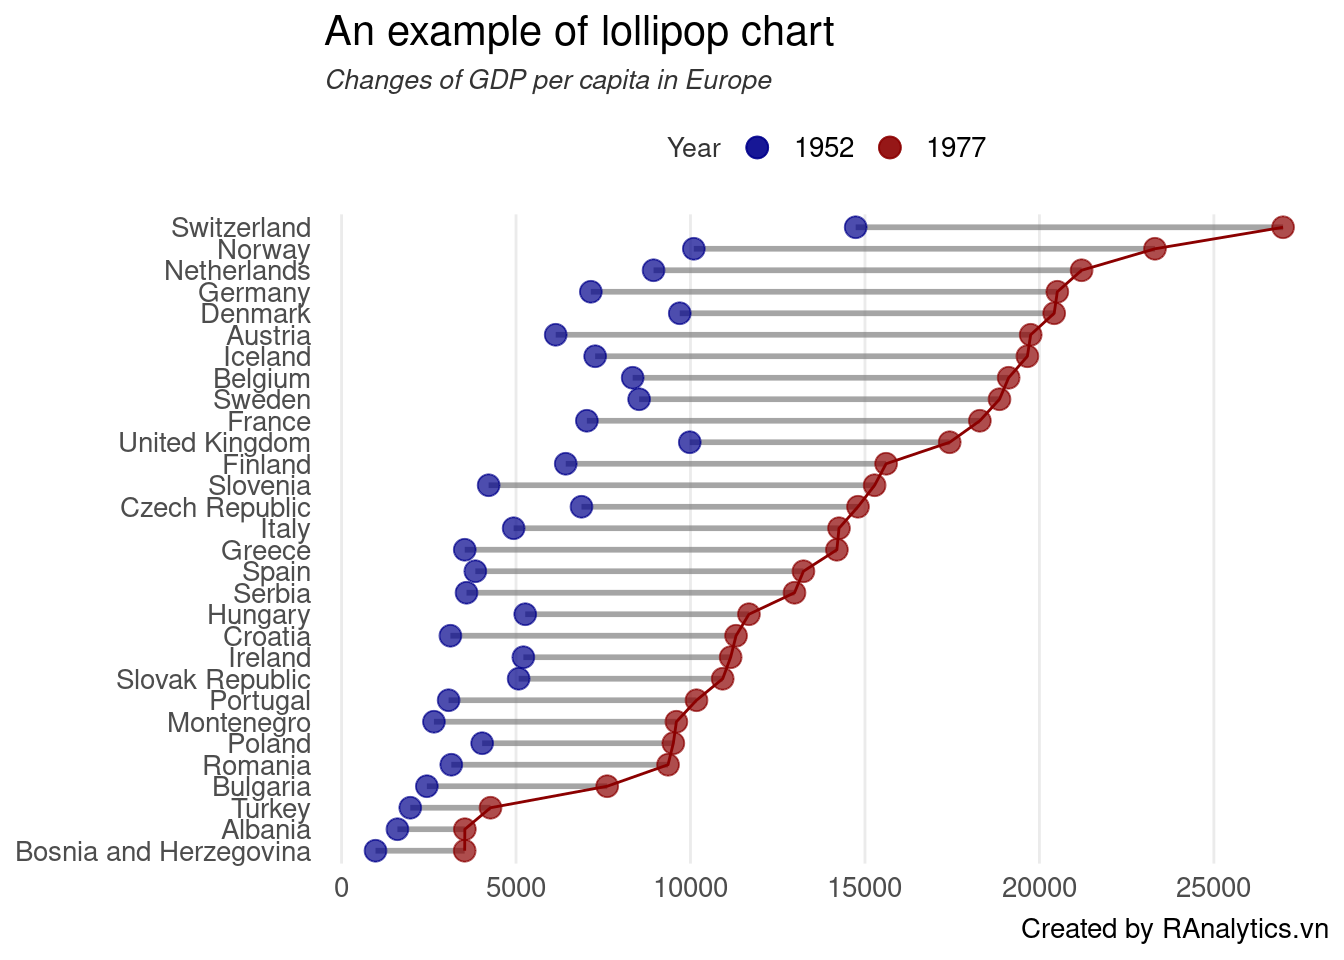 An example of lollipop chart
Changes of GDP per capita in Europe
Year 1952 1977
Switzerland
Norway
Netherlands
Germany
Denmark
Austria
Iceland
Belgium
Sweden
France
United Kingdom
Finland
Slovenia
Czech Republic
Italy
Greece
Spain
Serbia
Hungary
Croatia
Ireland
Slovak Republic
Portugal
Montenegro
Poland
Romania
Bulgaria
Turkey
Albania
Bosnia and Herzegovina
0 5000 10000 15000 20000 25000
Created by RAnalytics.vn